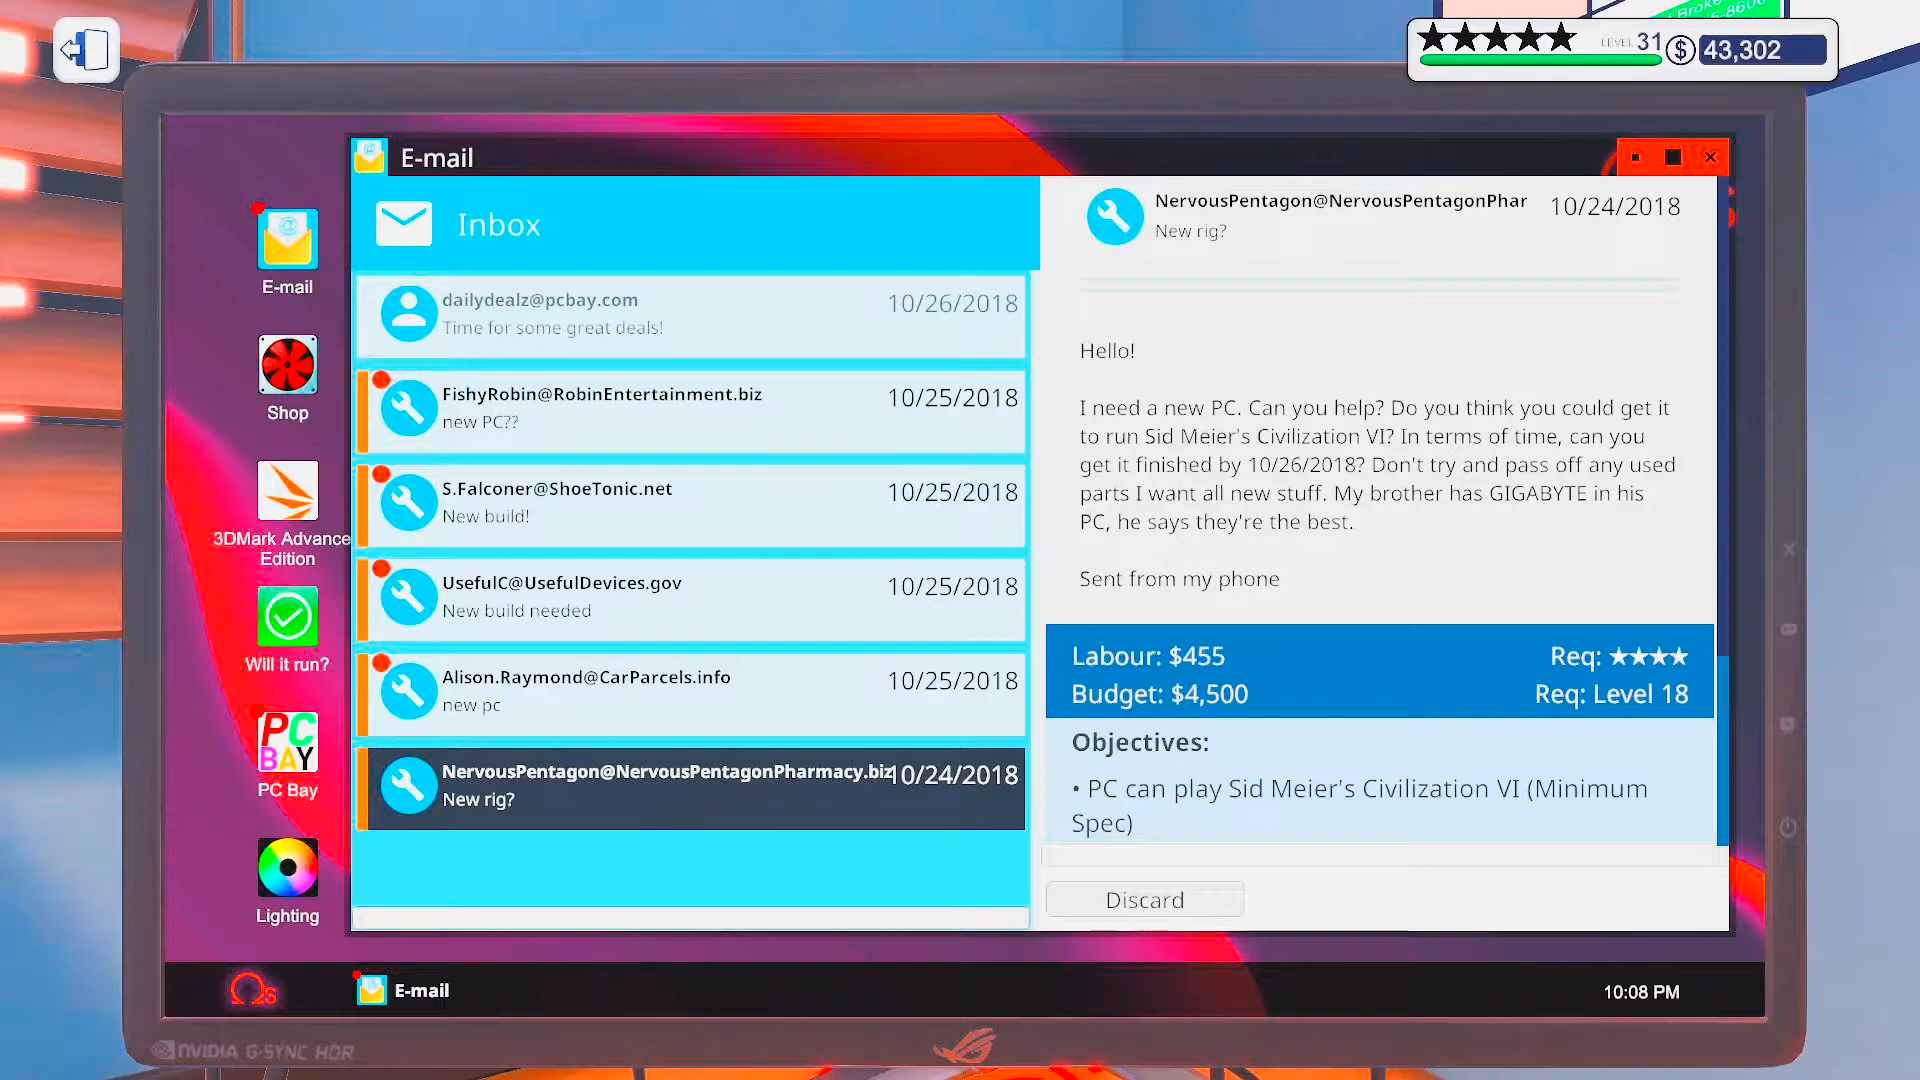 LEVEL 31
$ 43,302
E-mail
Inbox
dailydealz@pcbay.com
10/26/2018
Time for some great deals!
FishyRobin@RobinEntertainment.biz
10/25/2018
new PC??
S.Falconer@ShoeTonic.net
10/25/2018
New build!
UsefulC@UsefulDevices.gov
10/25/2018
New build needed
Alison.Raymond@CarParcels.info
10/25/2018
new pc
NervousPentagon@NervousPentagonPharmacy.biz
10/24/2018
New rig?
NervousPentagon@NervousPentagonPhar
10/24/2018
New rig?
Hello!
I need a new PC. Can you help? Do you think you could get it
to run Sid Meier's Civilization VI? In terms of time, can you
get it finished by 10/26/2018? Don't try and pass off any used
parts I want all new stuff. My brother has GIGABYTE in his
PC, he says they're the best.
Sent from my phone
Labour: $455
Req: ★★★★
Budget: $4,500
Req: Level 18
Objectives:
• PC can play Sid Meier's Civilization VI (Minimum
Spec)
Discard
E-mail
Shop
3DMark Advance
Edition
Will it run?
PC
BAY
PC Bay
Lighting
Ωs
E-mail
10:08 PM
NVIDIA G-SYNC HDR